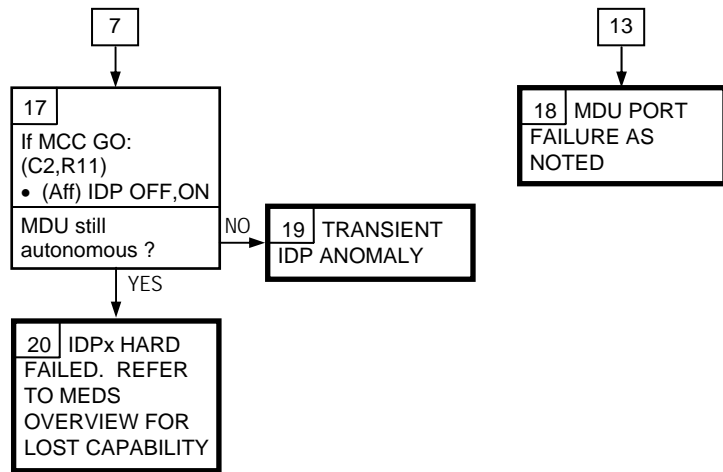 7
17
If MCC GO:
(C2,R11)
• (Aff) IDP OFF,ON
MDU still
autonomous ?
NO
19 TRANSIENT
IDP ANOMALY
YES
20 IDPx HARD
FAILED. REFER
TO MEDS
OVERVIEW FOR
LOST CAPABILITY
13
18 MDU PORT
FAILURE AS
NOTED